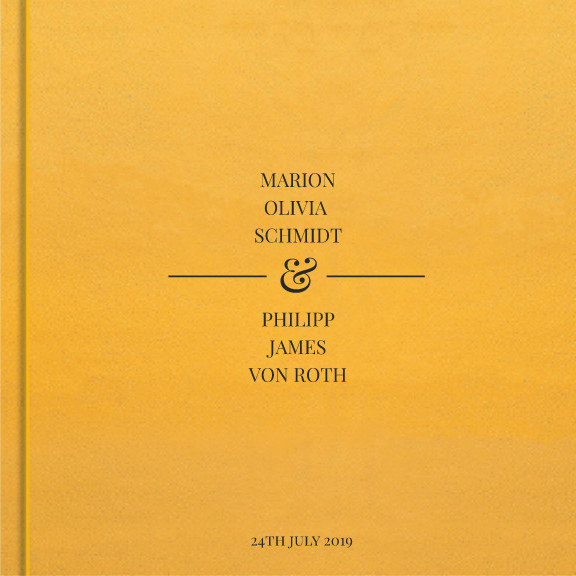 MARION
OLIVIA
SCHMIDT
&
PHILIPP
JAMES
VON ROTH
24TH JULY 2019